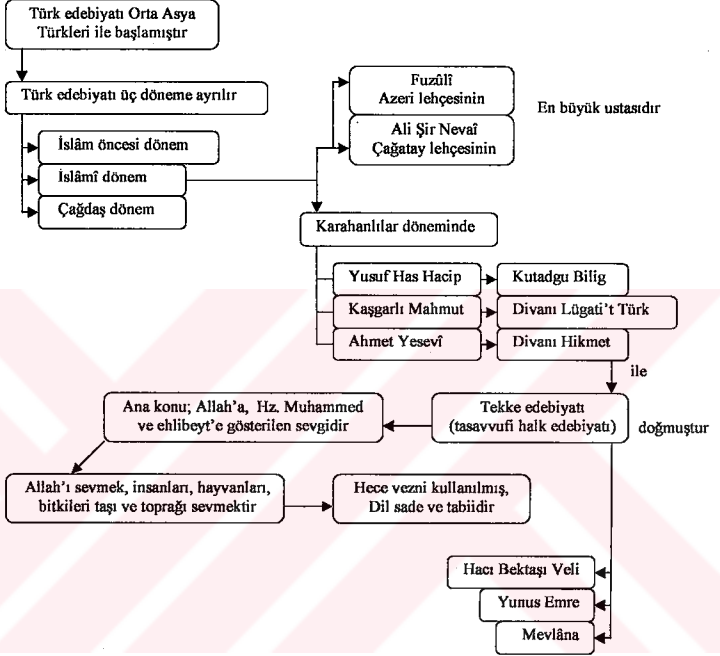 Türk edebiyatı Orta Asya
Türkleri ile başlamıştır
Türk edebiyatı üç döneme ayrılır
İslâm öncesi dönem
İslâmî dönem
Çağdaş dönem
Fuzûlî
Azeri lehçesinin
Ali Şir Nevaî
Çağatay lehçesinin
En büyük ustasıdır
Karahanlılar döneminde
Yusuf Has Hacip
Kutadgu Bilig
Kaşgarlı Mahmut
Divanı Lügati't Türk
Ahmet Yesevî
Divanı Hikmet
ile
Tekke edebiyatı
(tasavvufi halk edebiyatı)
doğmuştur
Ana konu; Allah'a, Hz. Muhammed
ve ehlibeyt'e gösterilen sevgidir
Allah'ı sevmek, insanları, hayvanları,
bitkileri taşı ve toprağı sevmektir
Hece vezni kullanılmış,
Dil sade ve tabiidir
Hacı Bektaşı Veli
Yunus Emre
Mevlâna